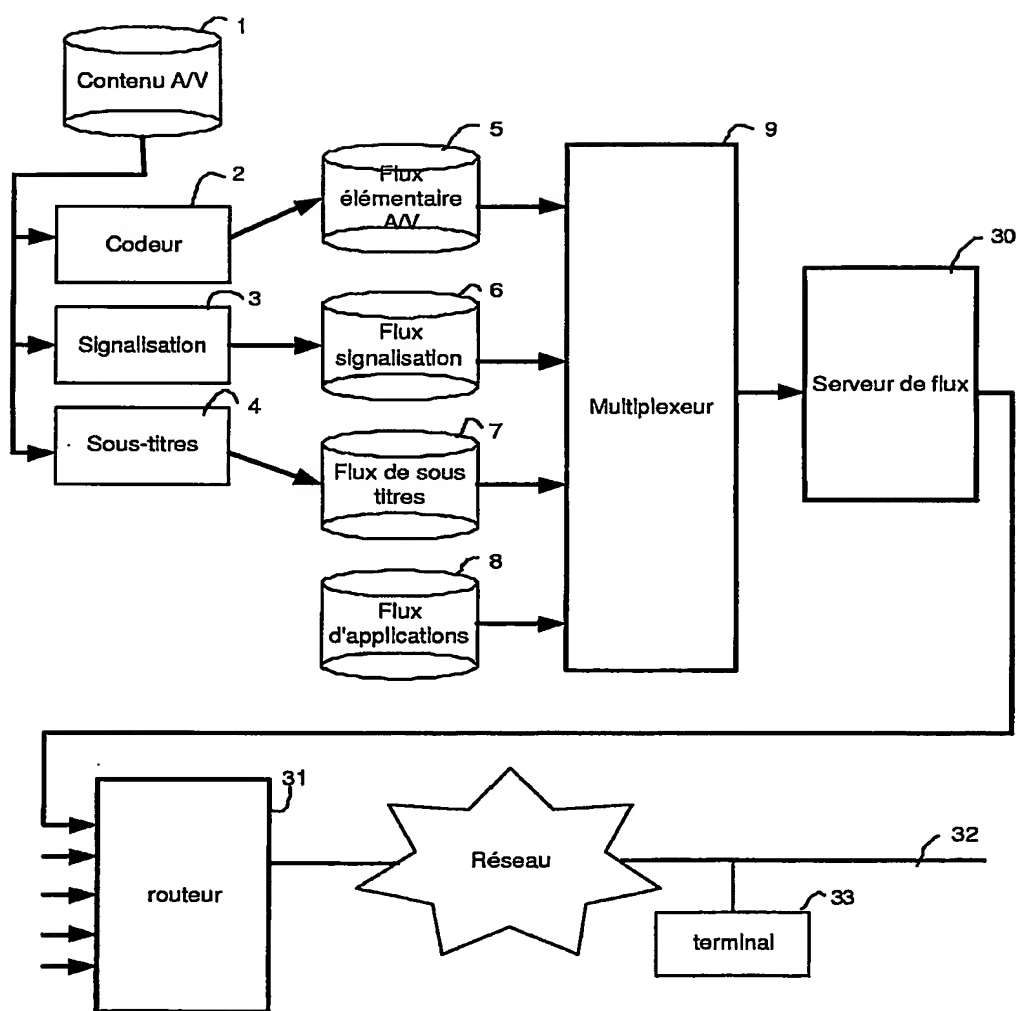 1
Contenu A/V
2
Codeur
3
Signalisation
4
Sous-titres
5
Flux
élémentaire
A/V
6
Flux
signalisation
7
Flux de sous
titres
8
Flux
d'applications
9
Multiplexeur
30
Serveur de flux
31
routeur
Réseau
32
33
terminal